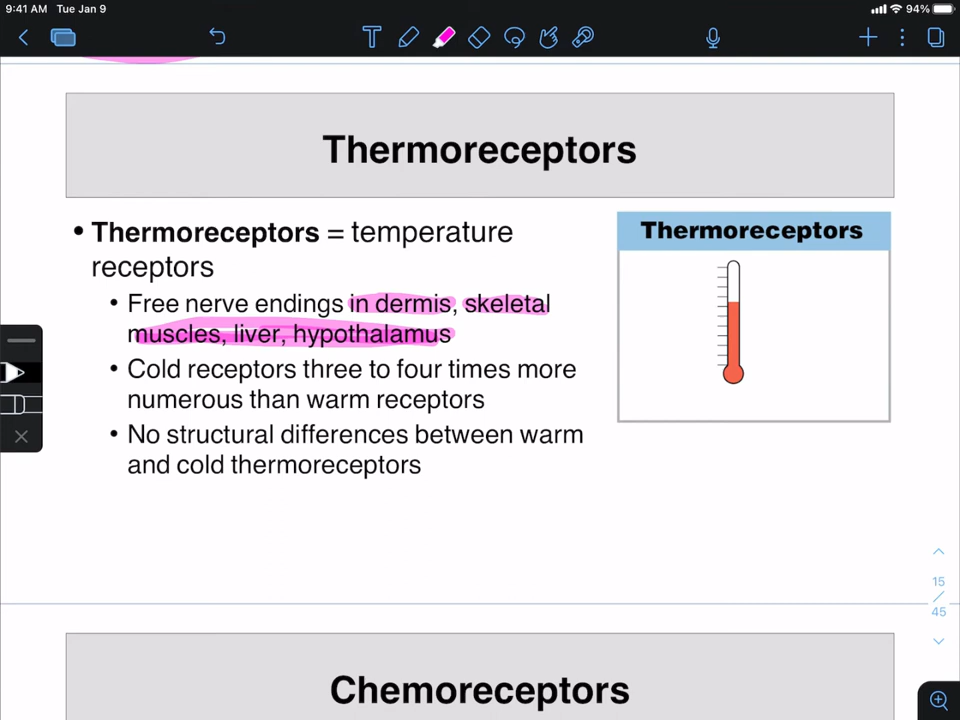 9:41 AM Tue Jan 9
94%
Thermoreceptors
• Thermoreceptors = temperature
receptors
• Free nerve endings in dermis, skeletal
muscles, liver, hypothalamus
• Cold receptors three to four times more
numerous than warm receptors
• No structural differences between warm
and cold thermoreceptors
Thermoreceptors
15
/
45
Chemoreceptors